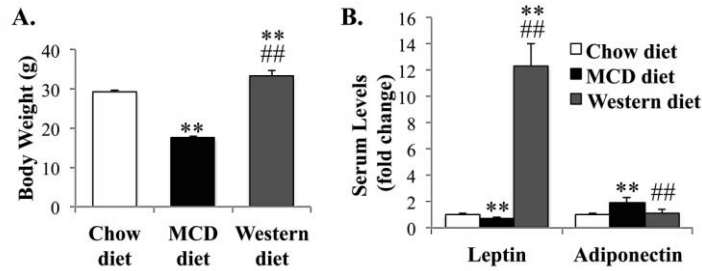 A.
Body Weight (g)
40
30
20
10
0
**
**
##
Chow diet
MCD diet
Western diet
B.
Serum Levels
(fold change)
16
14
12
10
8
6
4
2
0
**
**
##
**
##
Chow diet
MCD diet
Western diet
Leptin
Adiponectin